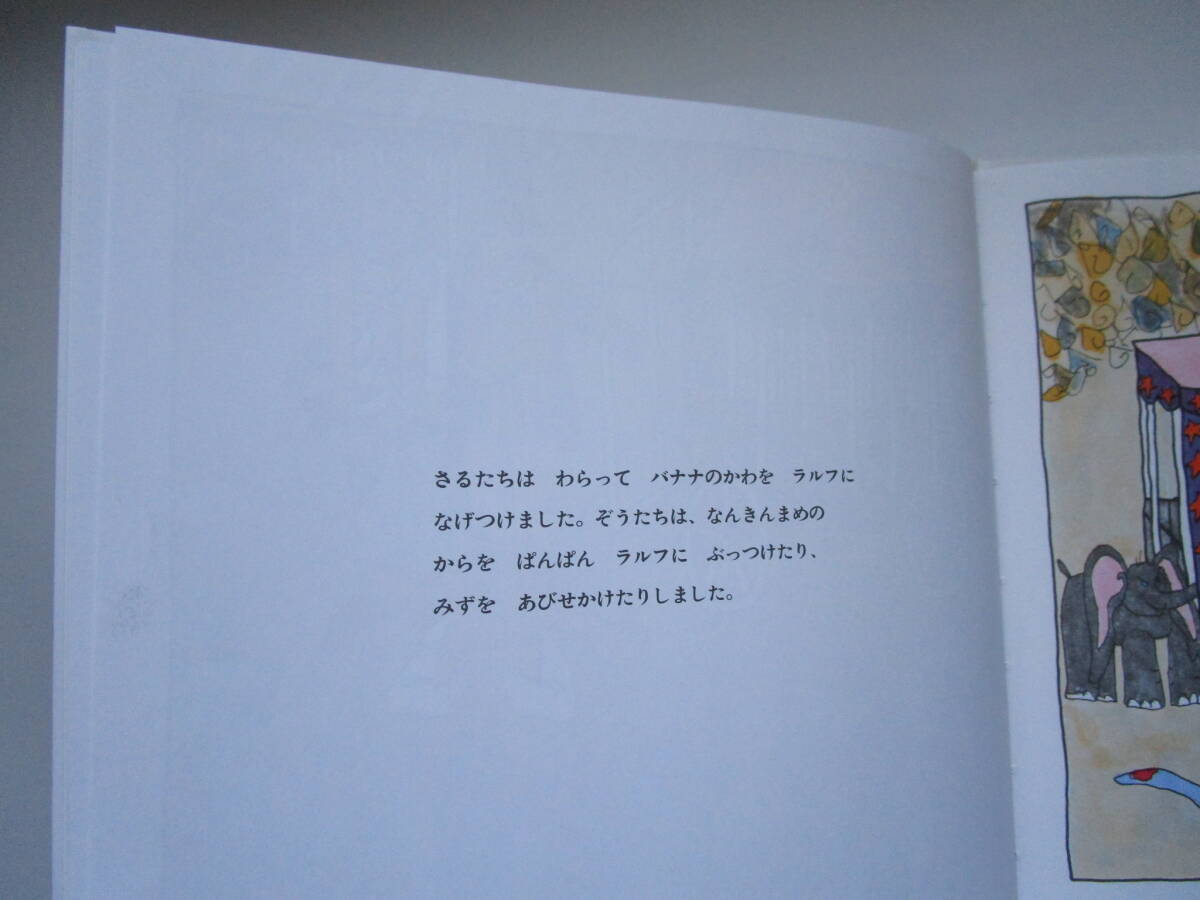 さるたちは　わらって　バナナのかわを　ラルフに
なげつけました。ぞうたちは、なんきんまめの
からを　ぱんぱん　ラルフに　ぶっつけたり、
みずを　あびせかけたりしました。